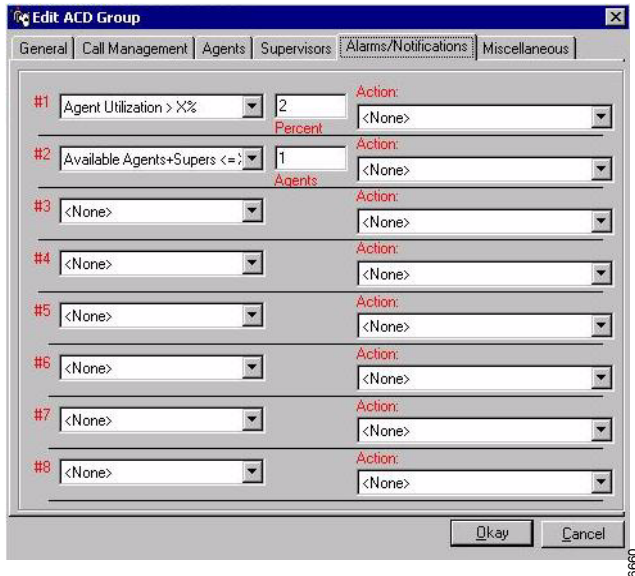 Edit ACD Group
General Call Management Agents Supervisors Alarms/Notifications Miscellaneous
Action:
#1 Agent Utilization > X% 2 <None>
Percent
Action:
#2 Available Agents+Supers <= 1 <None>
Agents
Action:
#3 <None> <None>
Action:
#4 <None> <None>
Action:
#5 <None> <None>
Action:
#6 <None> <None>
Action:
#7 <None> <None>
Action:
#8 <None> <None>
Okay Cancel